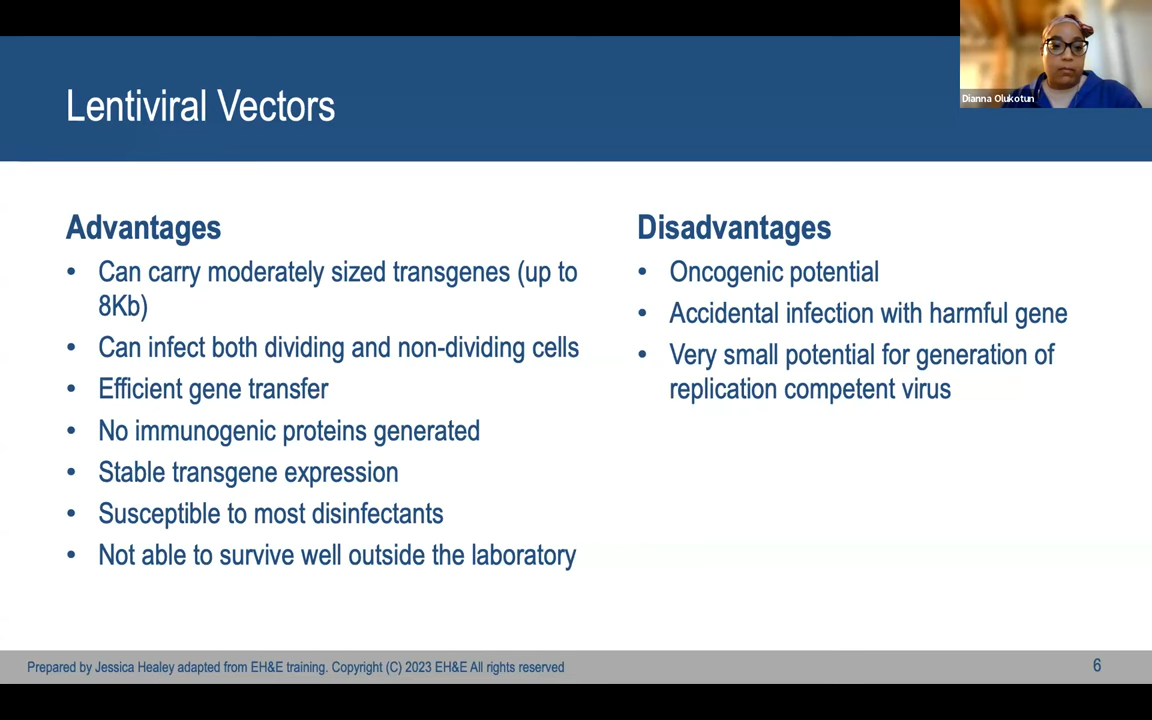 Dianna Olukotun
Lentiviral Vectors
Advantages
• Can carry moderately sized transgenes (up to
8Kb)
• Can infect both dividing and non-dividing cells
• Efficient gene transfer
• No immunogenic proteins generated
• Stable transgene expression
• Susceptible to most disinfectants
• Not able to survive well outside the laboratory
Disadvantages
• Oncogenic potential
• Accidental infection with harmful gene
• Very small potential for generation of
replication competent virus
Prepared by Jessica Healey adapted from EH&E training. Copyright (C) 2023 EH&E All rights reserved
6